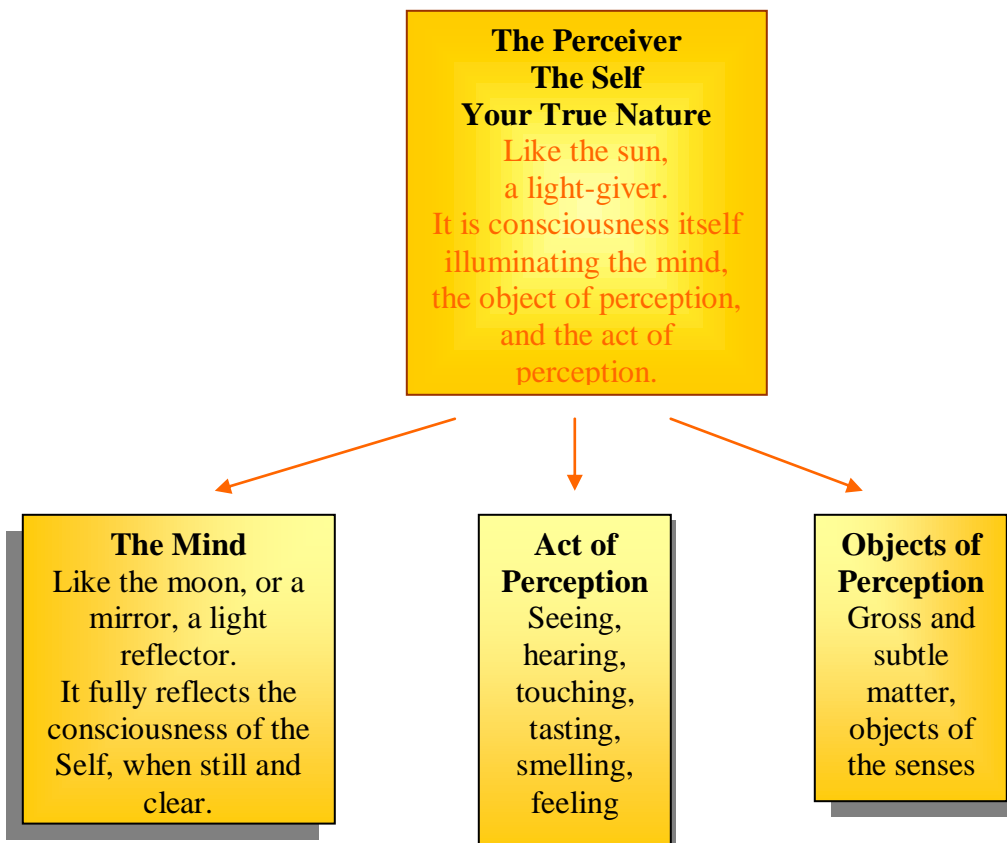 The Perceiver
The Self
Your True Nature
Like the sun,
a light-giver.
It is consciousness itself
illuminating the mind,
the object of perception,
and the act of
perception.
The Mind
Like the moon, or a
mirror, a light
reflector.
It fully reflects the
consciousness of the
Self, when still and
clear.
Act of
Perception
Seeing,
hearing,
touching,
tasting,
smelling,
feeling
Objects of
Perception
Gross and
subtle
matter,
objects of
the senses